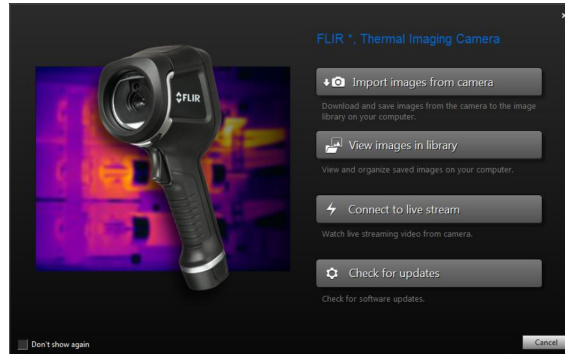 FLIR *, Thermal Imaging Camera
Import images from camera
Download and save images from the camera to the image
library on your computer.
View images in library
View and organize saved images on your computer.
Connect to live stream
Watch live streaming video from camera.
Check for updates
Check for software updates.
FLIR
Don't show again
Cancel